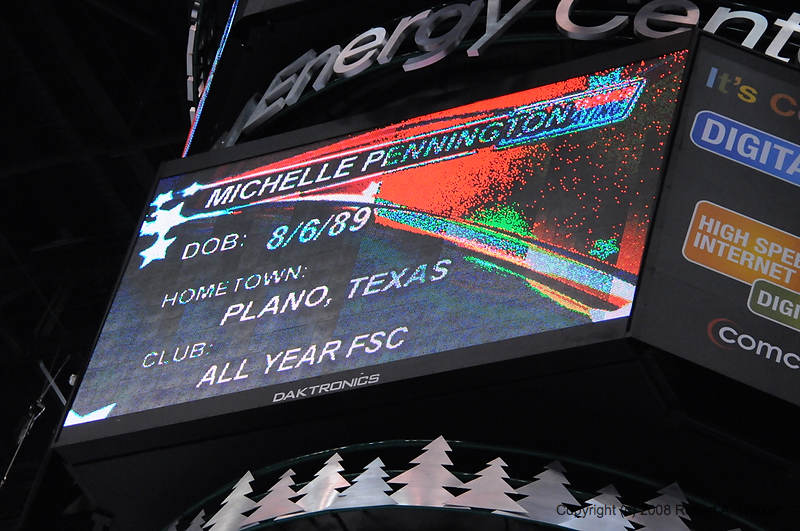 Energy Cent
MICHELLE PENNINGTON
DOB: 8/6/89
HOMETOWN:
PLANO, TEXAS
CLUB:
ALL YEAR FSC
DAKTRONICS
It's C
DIGITA
HIGH SPEE
INTERNET
DIGI
comc
Copyright (c) 2008 R